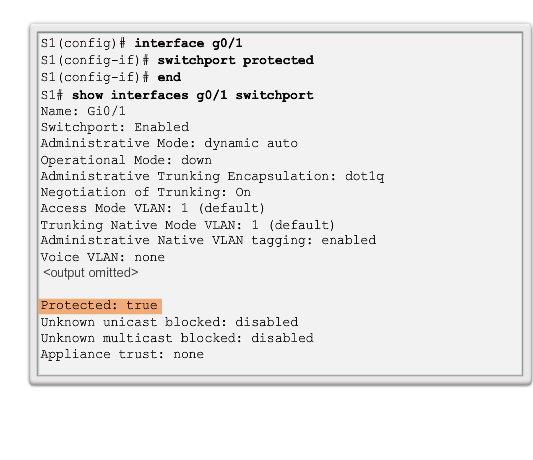 S1(config)# interface g0/1
S1(config-if)# switchport protected
S1(config-if)# end
S1# show interfaces g0/1 switchport
Name: Gi0/1
Switchport: Enabled
Administrative Mode: dynamic auto
Operational Mode: down
Administrative Trunking Encapsulation: dot1q
Negotiation of Trunking: On
Access Mode VLAN: 1 (default)
Trunking Native Mode VLAN: 1 (default)
Administrative Native VLAN tagging: enabled
Voice VLAN: none
<output omitted>
Protected: true
Unknown unicast blocked: disabled
Unknown multicast blocked: disabled
Appliance trust: none